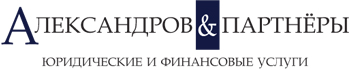 АЛЕКСАНДРОВ & ПАРТНЁРЫ
ЮРИДИЧЕСКИЕ И ФИНАНСОВЫЕ УСЛУГИ